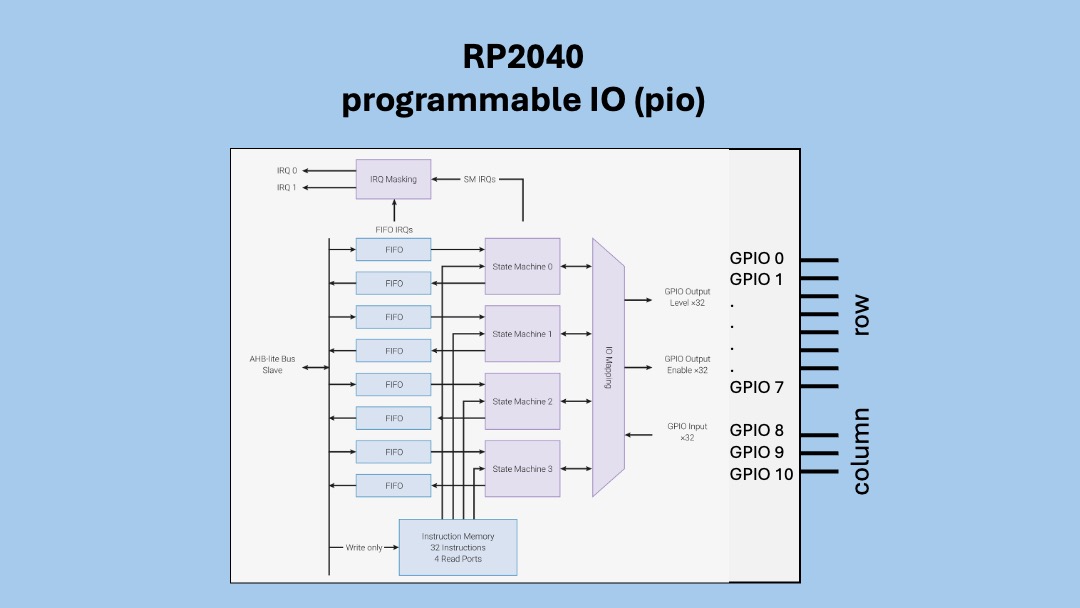 RP2040
programmable IO (pio)
IRQ 0
IRQ 1
IRQ Masking
SM IRQs
FIFO IRQs
FIFO
FIFO
FIFO
FIFO
FIFO
FIFO
FIFO
FIFO
AHB-lite Bus
Slave
State Machine 0
State Machine 1
State Machine 2
State Machine 3
IO Mapping
GPIO Output
Level ×32
GPIO Output
Enable ×32
GPIO Input
×32
Write only
Instruction Memory
32 Instructions
4 Read Ports
GPIO 0
GPIO 1
.
.
.
.
GPIO 7
GPIO 8
GPIO 9
GPIO 10
row
column